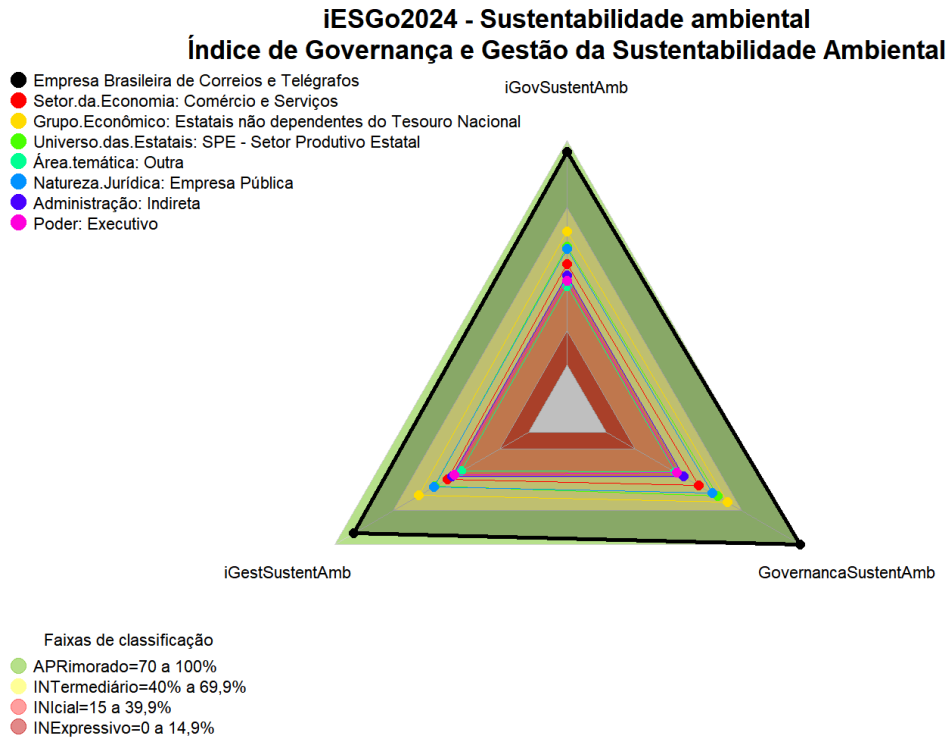 iESGo2024 - Sustentabilidade ambiental
Índice de Governança e Gestão da Sustentabilidade Ambiental
Empresa Brasileira de Correios e Telégrafos
Setor.da.Economia: Comércio e Serviços
Grupo.Econômico: Estatais não dependentes do Tesouro Nacional
Universo.das.Estatais: SPE - Setor Produtivo Estatal
Área.temática: Outra
Natureza.Jurídica: Empresa Pública
Administração: Indireta
Poder: Executivo
iGovSustentAmb
iGestSustentAmb
GovernancaSustentAmb
Faixas de classificação
APRimorado=70 a 100%
INTermediário=40% a 69,9%
INIcial=15 a 39,9%
INExpressivo=0 a 14,9%